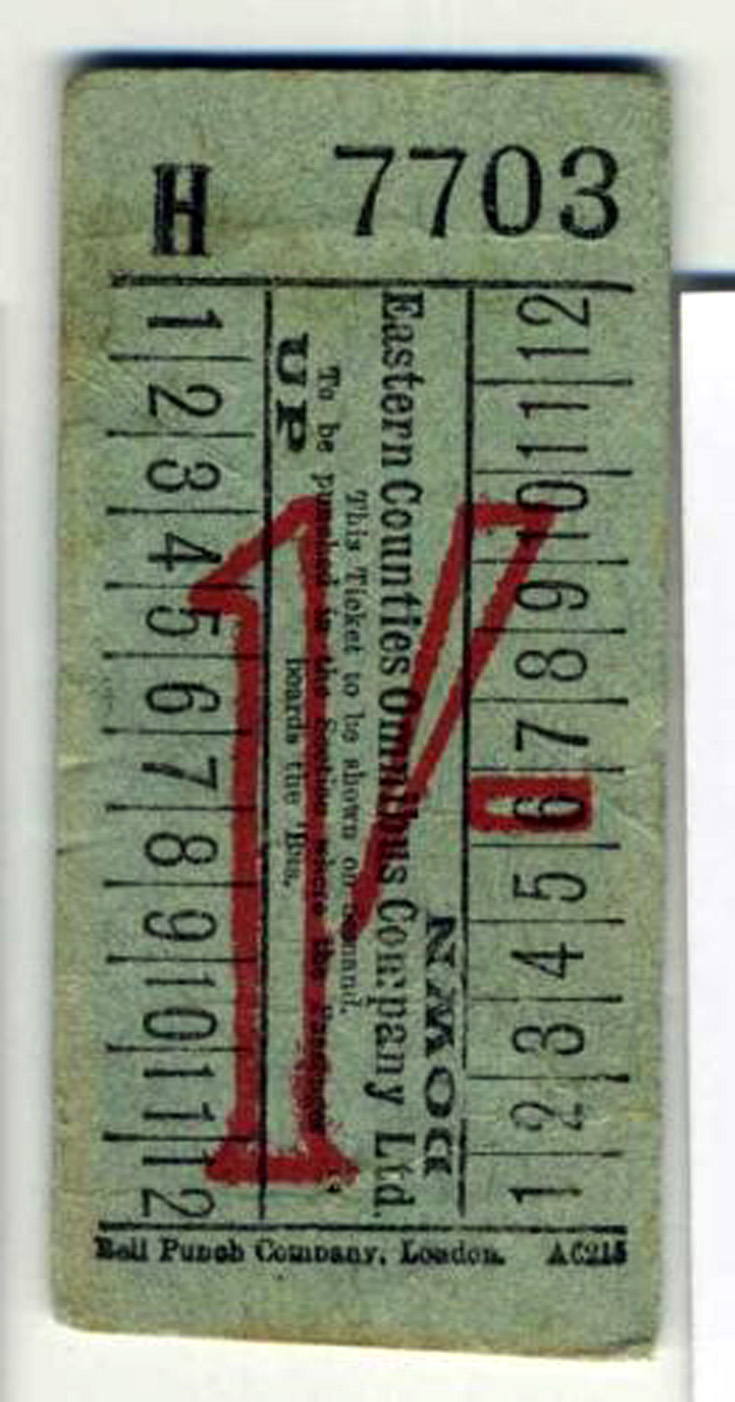 H 7703
1 2 3 4 5 6 7 8 9 10 11 12
UP
Eastern Counties Omnibus Company Ltd.
This Ticket to be shown on demand.
To be punched in the Section where the
boards the 'Bus.
DOWN
12 11 10 9 8 7 6 5 4 3 2 1
1
Bell Punch Company, London. AC215